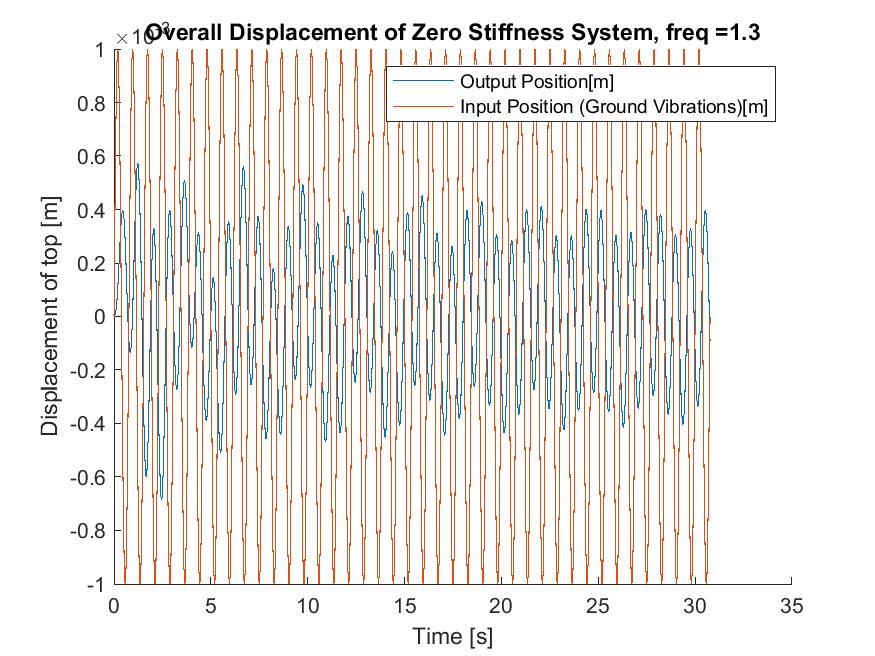 ×10-3
Overall Displacement of Zero Stiffness System, freq =1.3
Output Position[m]
Input Position (Ground Vibrations)[m]
Displacement of top [m]
1
0.8
0.6
0.4
0.2
0
-0.2
-0.4
-0.6
-0.8
-1
0 5 10 15 20 25 30 35
Time [s]